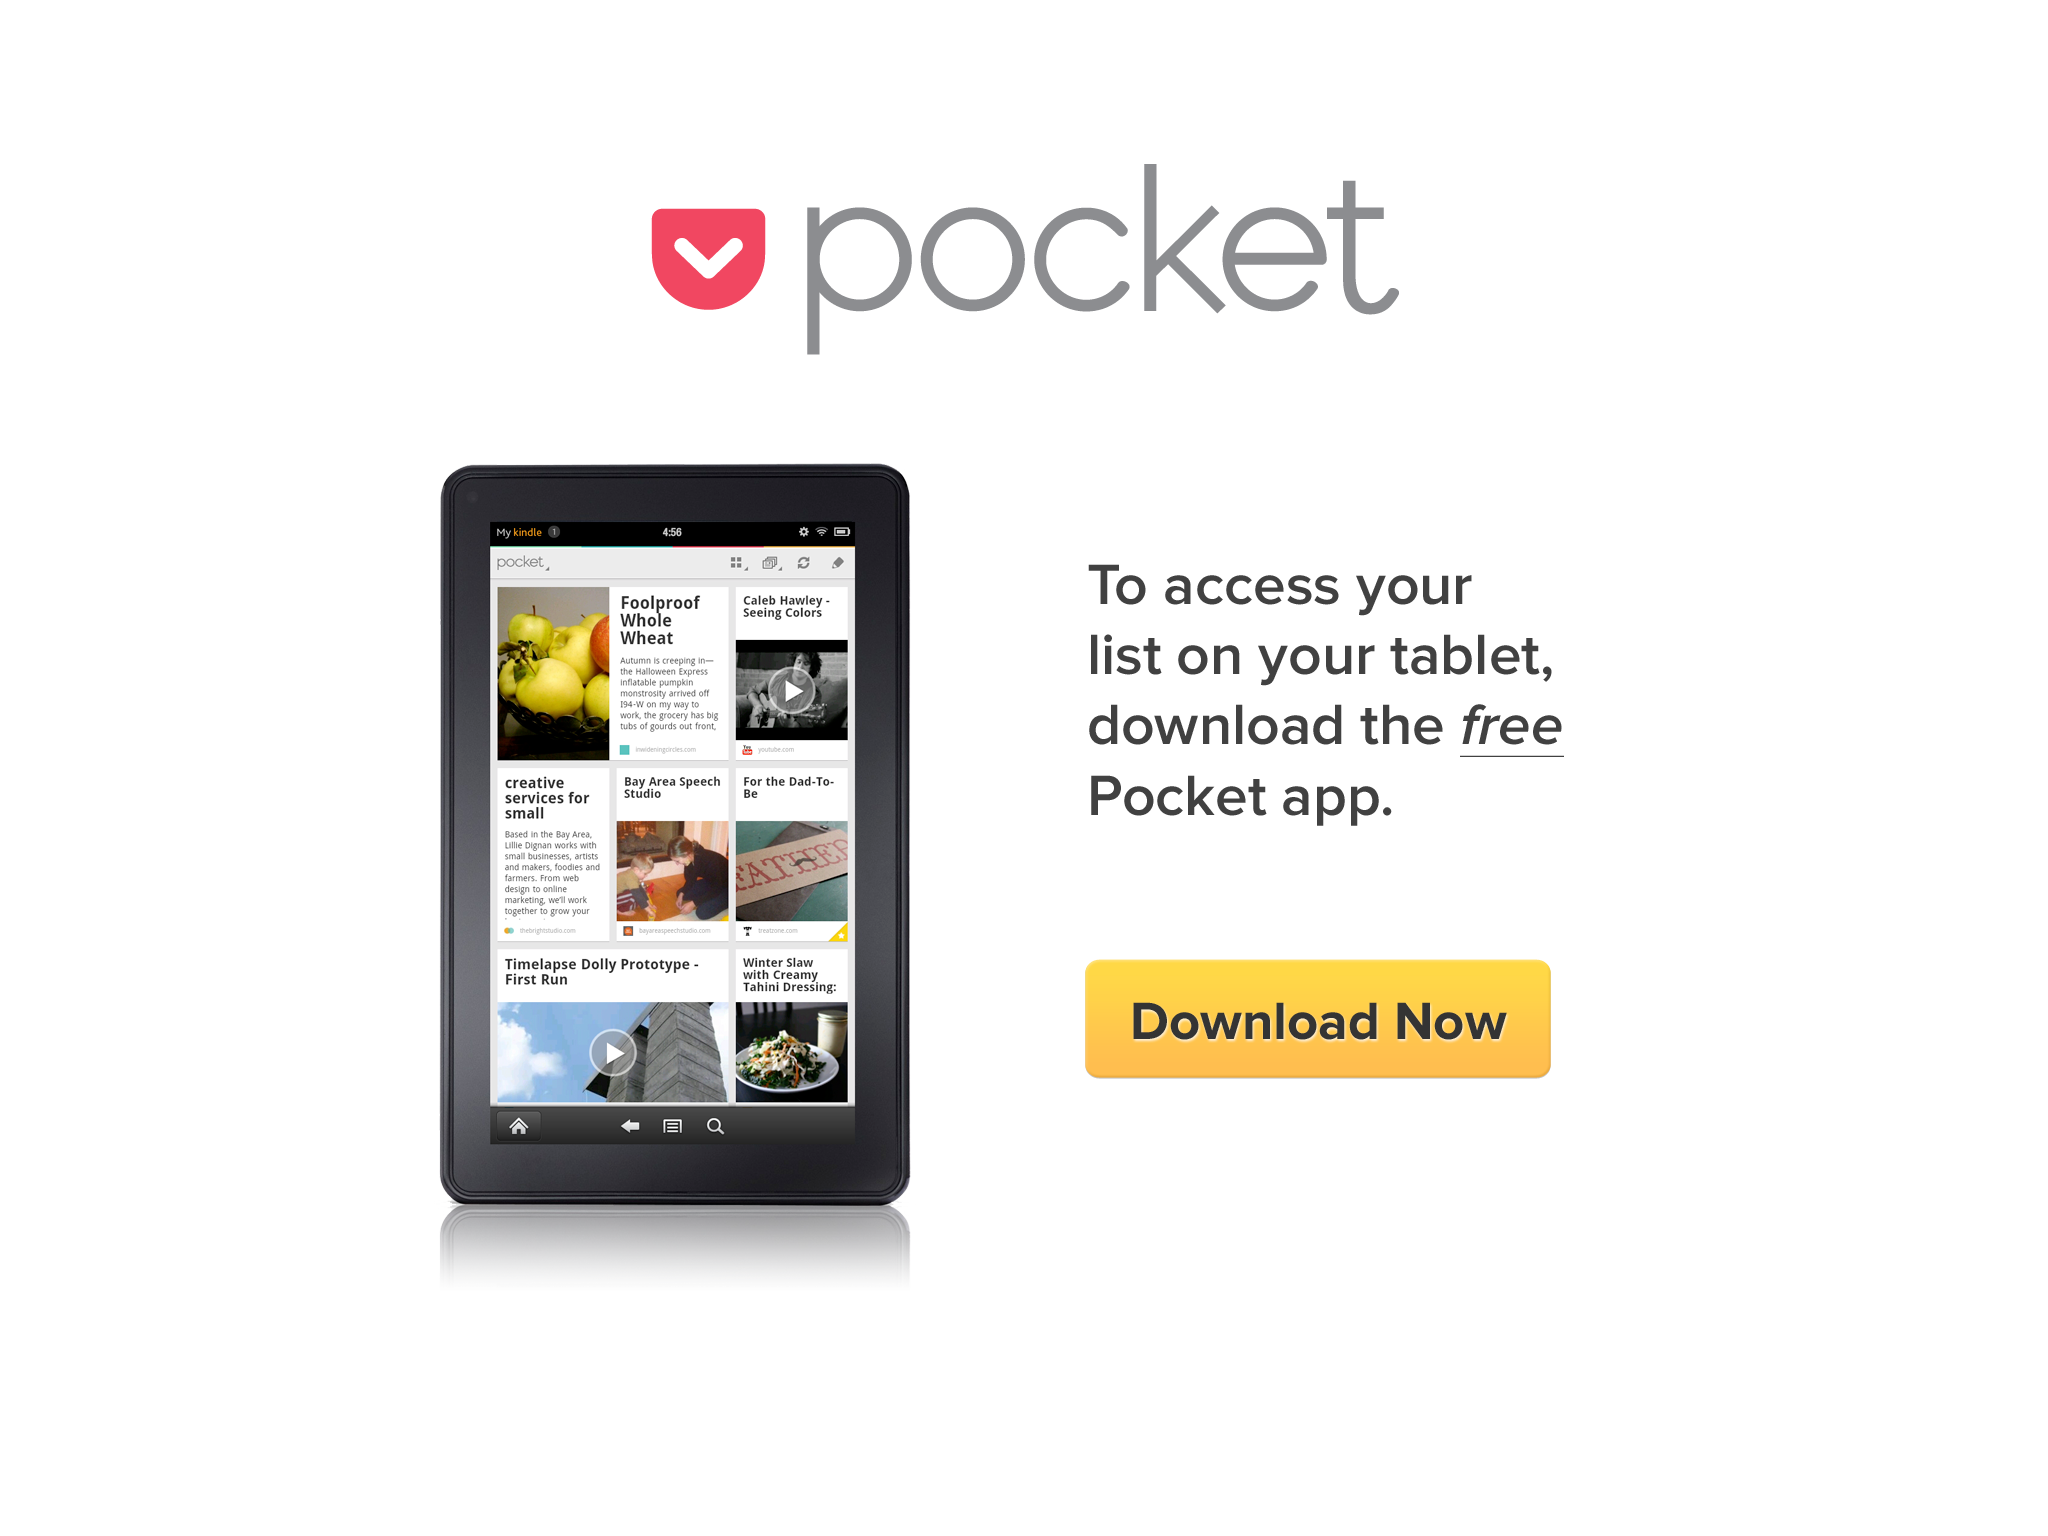 pocket
My kindle 1
4:56
pocket
Foolproof
Whole
Wheat
Autumn is creeping in—
the Halloween Express
inflatable pumpkin
monstrosity arrived off
I94-W on my way to
work, the grocery has big
tubs of gourds out front,
inwideningcircles.com
Caleb Hawley -
Seeing Colors
You
Tube
youtube.com
creative
services for
small
Based in the Bay Area,
Lillie Dignan works with
small businesses, artists
and makers, foodies and
farmers. From web
design to online
marketing, we'll work
together to grow your
thebrightstudio.com
Bay Area Speech
Studio
bayareaspeechstudio.com
For the Dad-To-
Be
FATHER
treatzone.com
Timelapse Dolly Prototype -
First Run
Winter Slaw
with Creamy
Tahini Dressing:
To access your
list on your tablet,
download the free
Pocket app.
Download Now